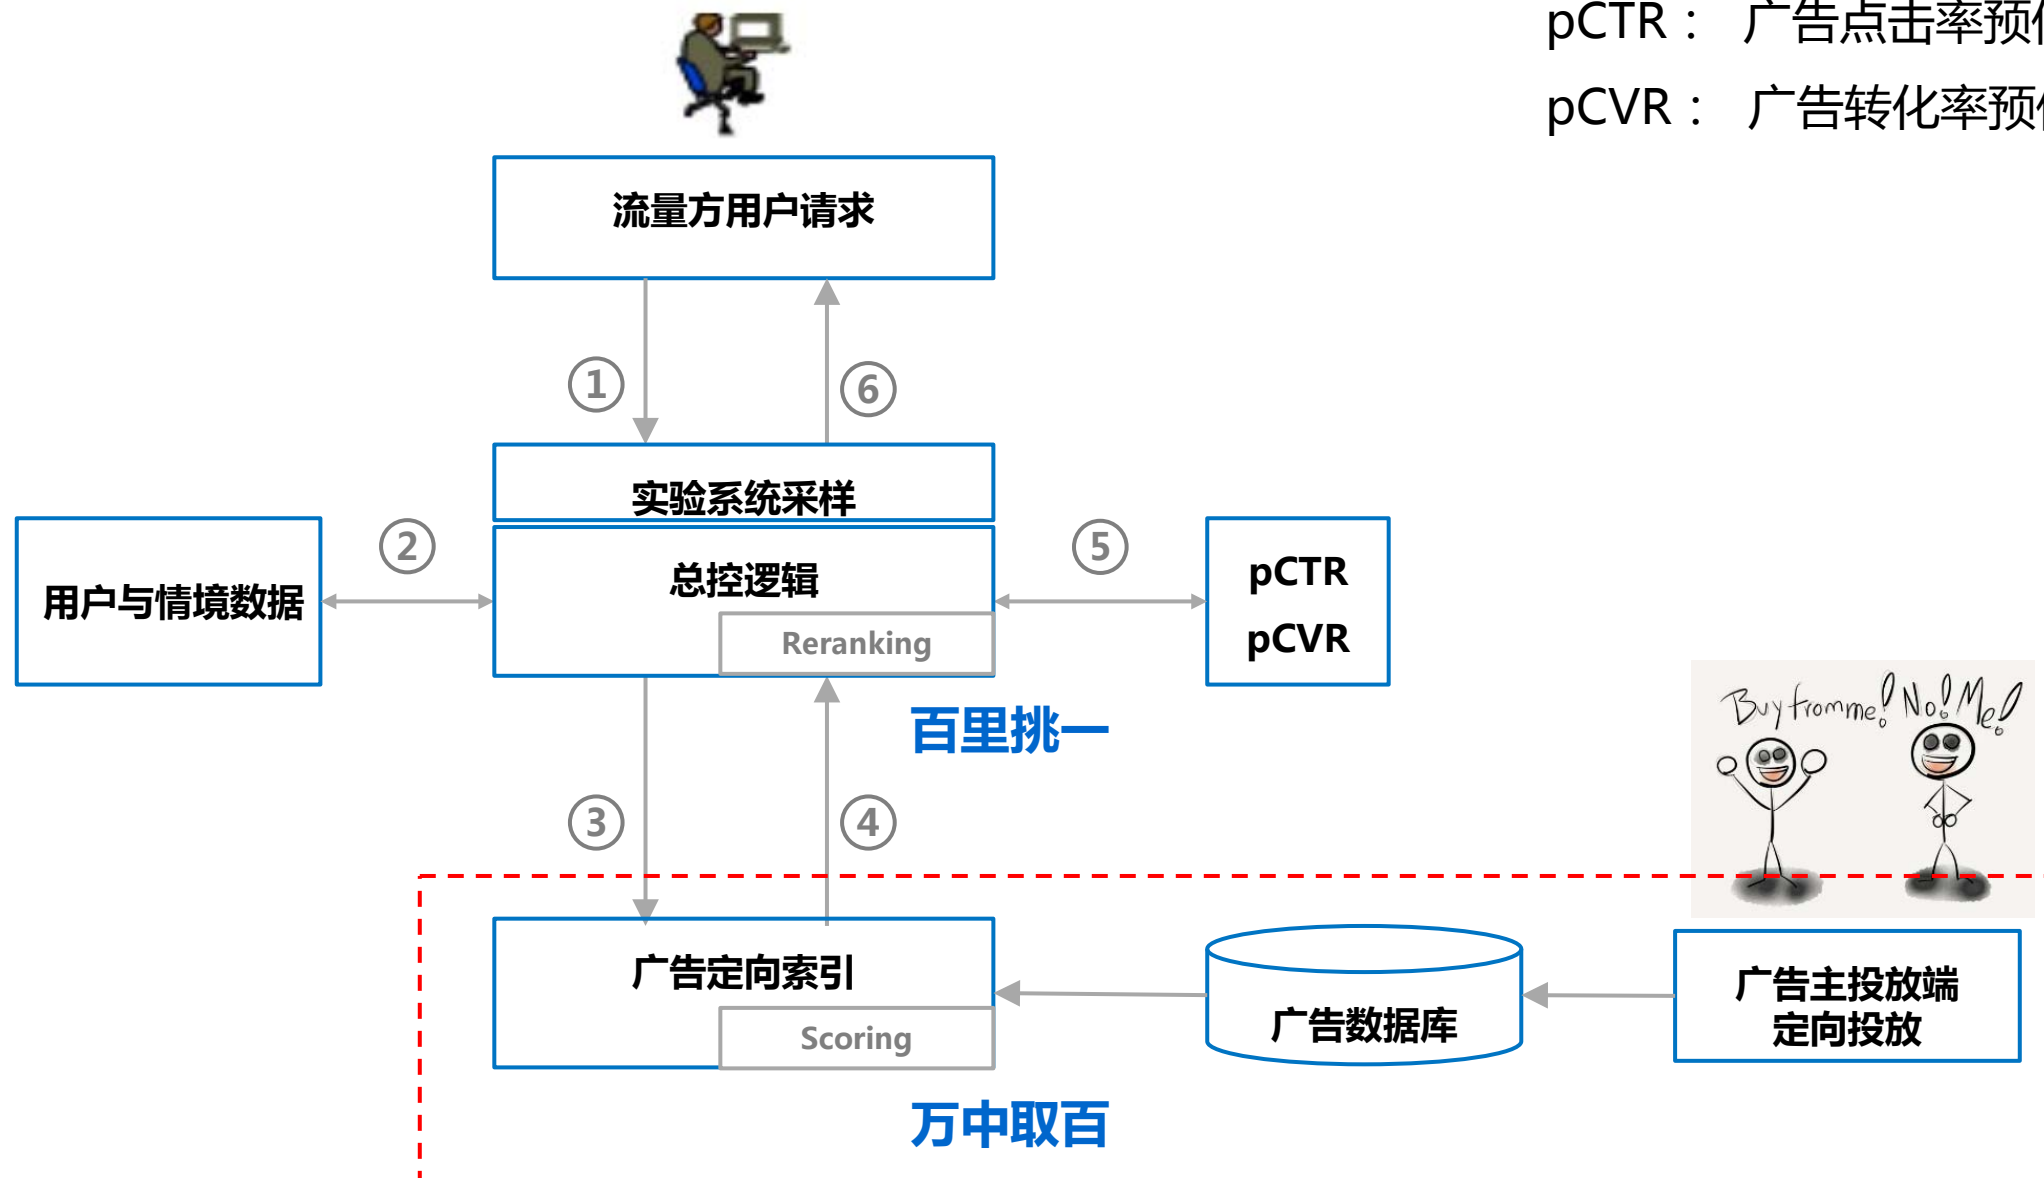 pCTR： 广告点击率预估
pCVR： 广告转化率预估
流量方用户请求
①
⑥
实验系统采样
②
⑤
用户与情境数据
总控逻辑
Reranking
pCTR
pCVR
百里挑一
Buy from me! No! Me!
③
④
广告定向索引
Scoring
广告数据库
广告主投放端
定向投放
万中取百